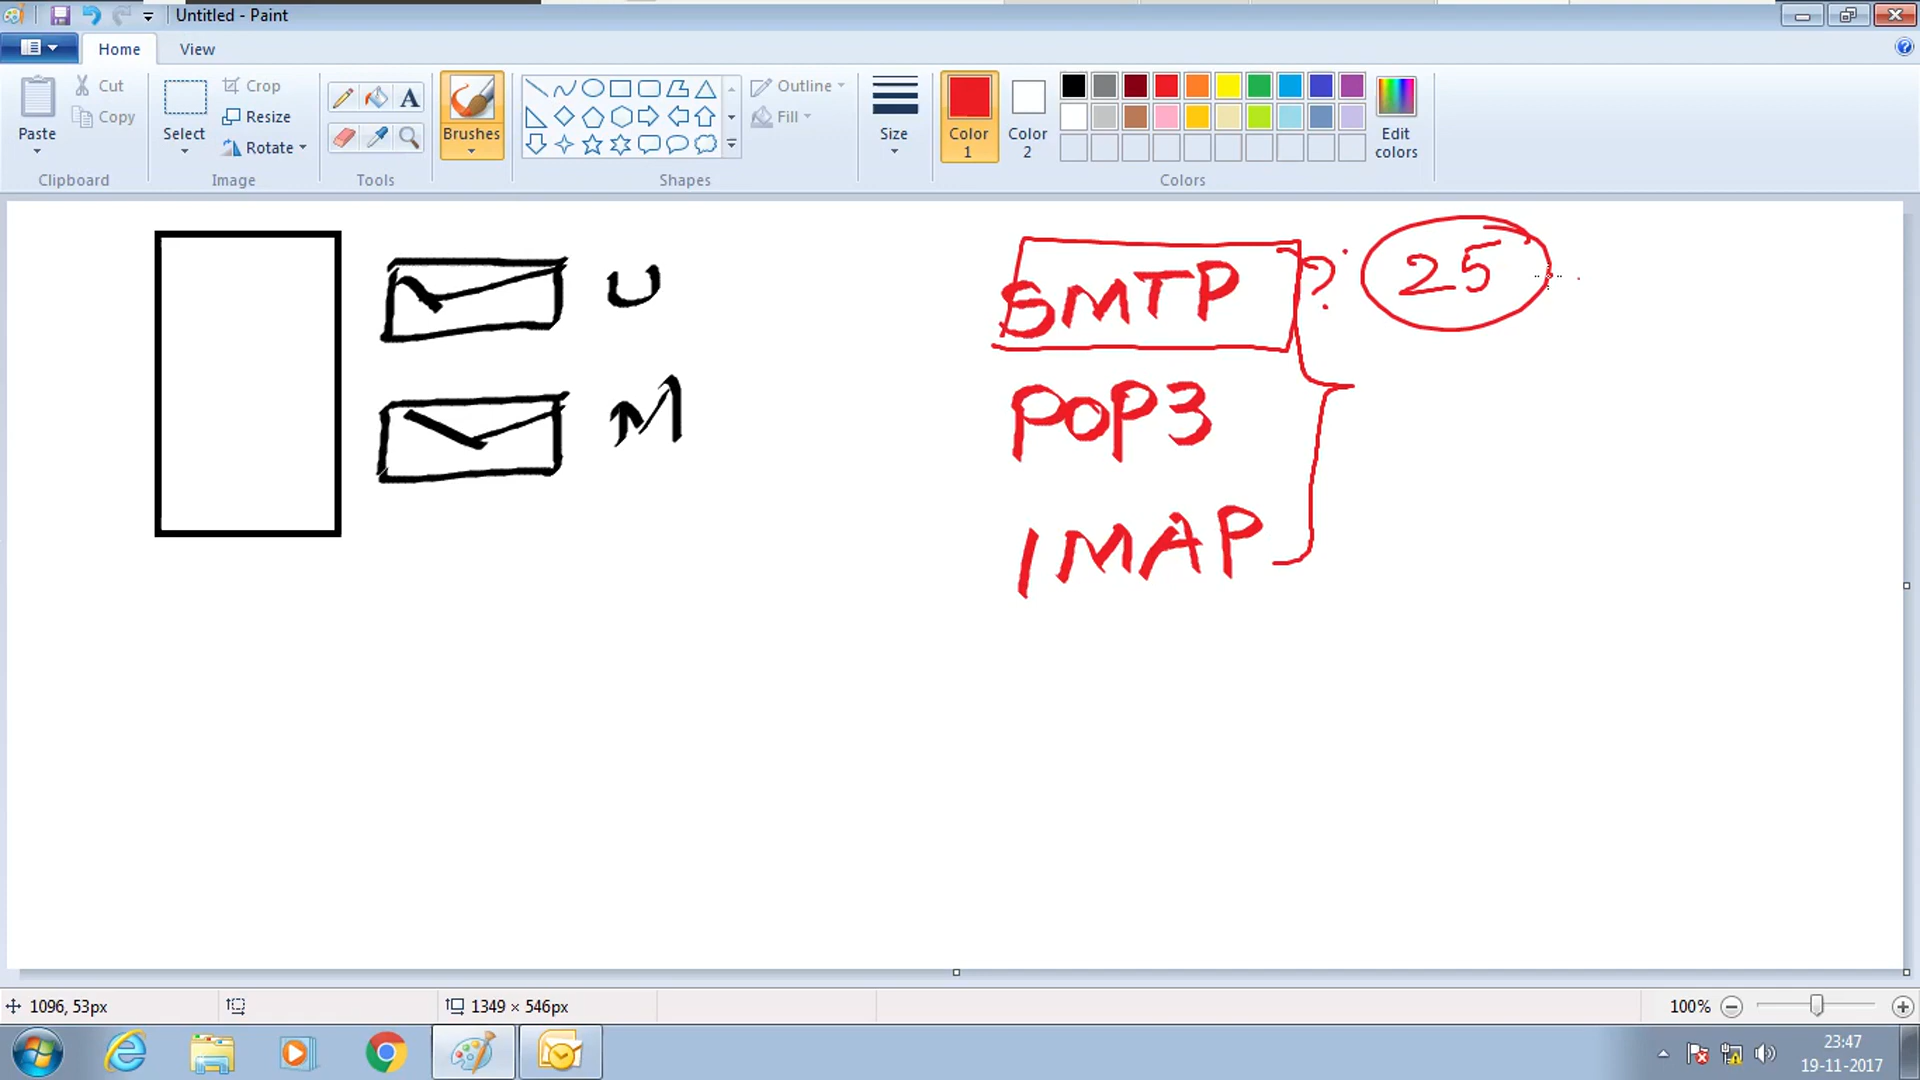 Untitled - Paint
Home View
Paste
Cut
Copy
Clipboard
Select
Crop
Resize
Rotate
Image
Tools
Brushes
Shapes
Outline
Fill
Size
Color 1
Color 2
Edit colors
Colors
U
M
SMTP ? 25
POP3
IMAP
1096, 53px
1349 × 546px
100%
23:47
19-11-2017